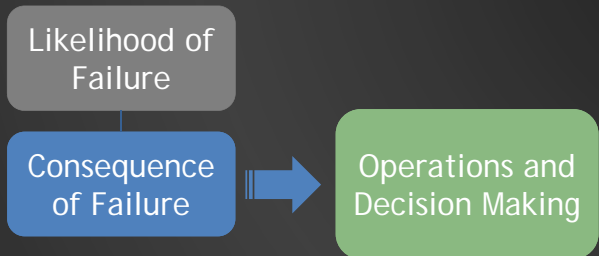 Likelihood of
Failure
Consequence
of Failure
Operations and
Decision Making